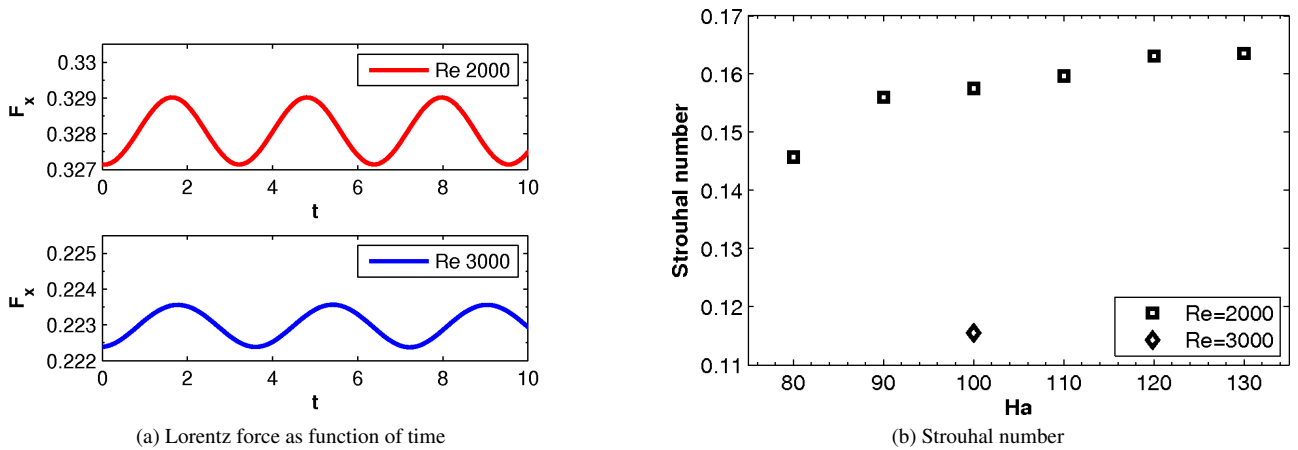 0.33
0.329
0.328
0.327
F_x
Re 2000
0 2 4 6 8 10
t
0.225
0.224
0.223
0.222
F_x
Re 3000
0 2 4 6 8 10
t
(a) Lorentz force as function of time
0.17
0.16
0.15
0.14
0.13
0.12
0.11
Strouhal number
Re=2000
Re=3000
80 90 100 110 120 130
Ha
(b) Strouhal number